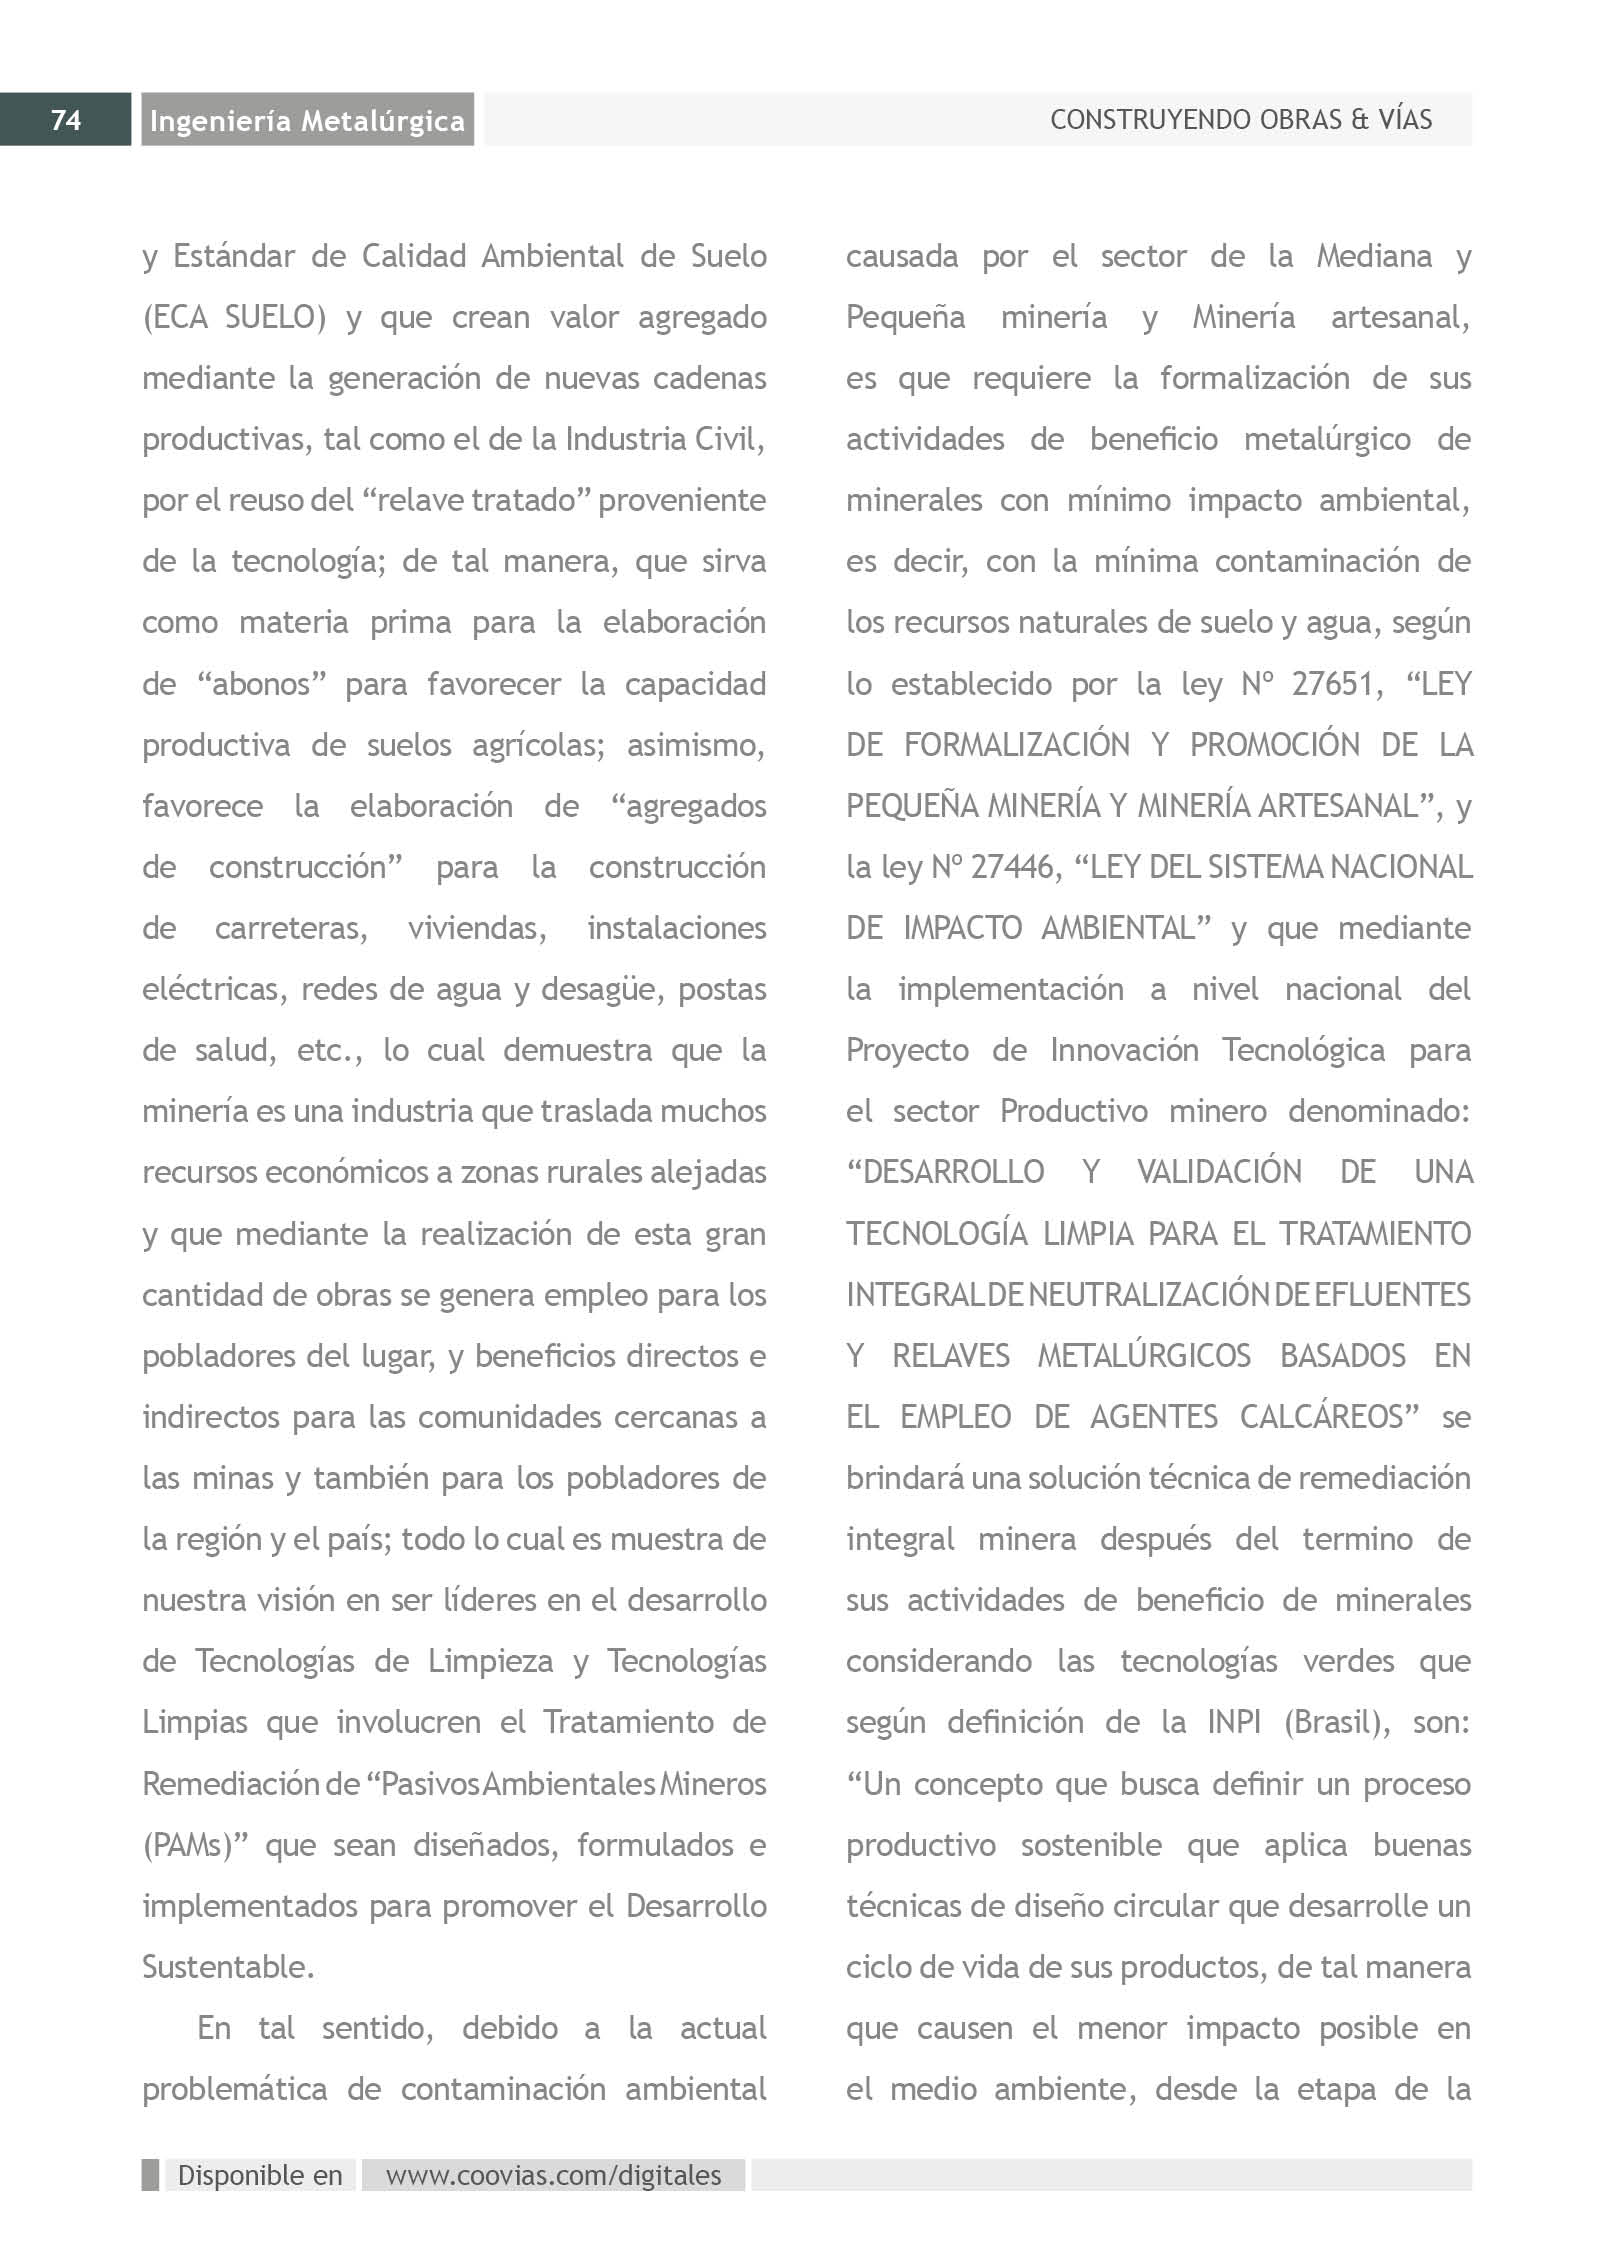 74
Ingeniería Metalúrgica
CONSTRUYENDO OBRAS & VÍAS
y Estándar de Calidad Ambiental de Suelo
(ECA SUELO) y que crean valor agregado
mediante la generación de nuevas cadenas
productivas, tal como el de la Industria Civil,
por el reuso del “relave tratado” proveniente
de la tecnología; de tal manera, que sirva
como materia prima para la elaboración
de “abonos” para favorecer la capacidad
productiva de suelos agrícolas; asimismo,
favorece la elaboración de “agregados
de construcción” para la construcción
de carreteras, viviendas, instalaciones
eléctricas, redes de agua y desagüe, postas
de salud, etc., lo cual demuestra que la
minería es una industria que traslada muchos
recursos económicos a zonas rurales alejadas
y que mediante la realización de esta gran
cantidad de obras se genera empleo para los
pobladores del lugar, y beneficios directos e
indirectos para las comunidades cercanas a
las minas y también para los pobladores de
la región y el país; todo lo cual es muestra de
nuestra visión en ser líderes en el desarrollo
de Tecnologías de Limpieza y Tecnologías
Limpias que involucren el Tratamiento de
Remediación de “Pasivos Ambientales Mineros
(PAMs)” que sean diseñados, formulados e
implementados para promover el Desarrollo
Sustentable.
En tal sentido, debido a la actual
problemática de contaminación ambiental
causada por el sector de la Mediana y
Pequeña minería y Minería artesanal,
es que requiere la formalización de sus
actividades de beneficio metalúrgico de
minerales con mínimo impacto ambiental,
es decir, con la mínima contaminación de
los recursos naturales de suelo y agua, según
lo establecido por la ley Nº 27651, “LEY
DE FORMALIZACIÓN Y PROMOCIÓN DE LA
PEQUEÑA MINERÍA Y MINERÍA ARTESANAL”, y
la ley Nº 27446, “LEY DEL SISTEMA NACIONAL
DE IMPACTO AMBIENTAL” y que mediante
la implementación a nivel nacional del
Proyecto de Innovación Tecnológica para
el sector Productivo minero denominado:
“DESARROLLO Y VALIDACIÓN DE UNA
TECNOLOGÍA LIMPIA PARA EL TRATAMIENTO
INTEGRAL DE NEUTRALIZACIÓN DE EFLUENTES
Y RELAVES METALÚRGICOS BASADOS EN
EL EMPLEO DE AGENTES CALCÁREOS” se
brindará una solución técnica de remediación
integral minera después del termino de
sus actividades de beneficio de minerales
considerando las tecnologías verdes que
según definición de la INPI (Brasil), son:
“Un concepto que busca definir un proceso
productivo sostenible que aplica buenas
técnicas de diseño circular que desarrolle un
ciclo de vida de sus productos, de tal manera
que causen el menor impacto posible en
el medio ambiente, desde la etapa de la
Disponible en www.coovias.com/digitales